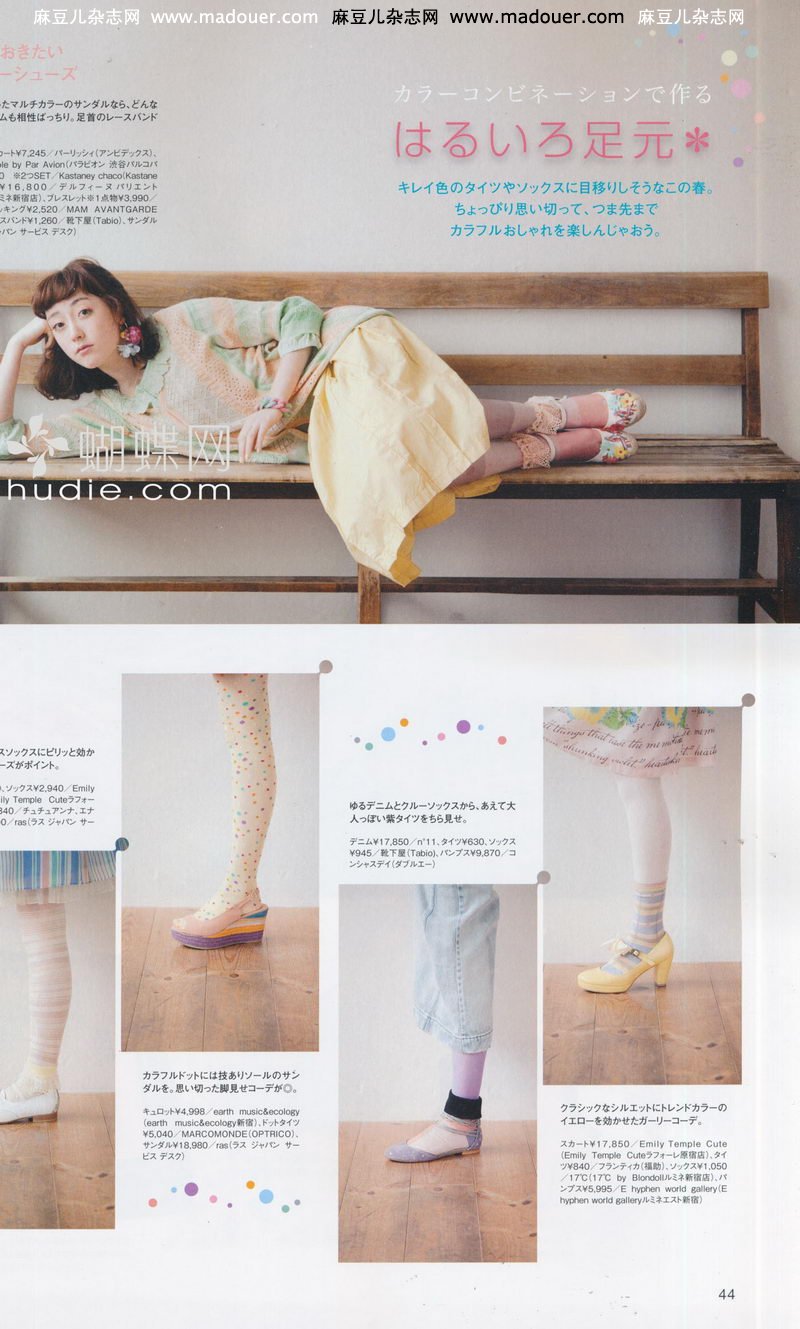 麻豆儿杂志网 www.madouer.com 麻豆儿杂志网 www.madouer.com 麻豆儿杂志网
おきたい
ーシューズ
たマルチカラーのサンダルなら、どんな
ムも相性ばっちり。足首のレースバンド
カート¥7,245/パーリッシィ(アンビデックス)、
ble by Par Avion(パラビオン 渋谷パルコパ
0 ※2つSET/Kastaney chaco(Kastane
¥16,800/デルフィーヌ パリエント
ミネ新宿店)、ブレスレット※1点物¥3,990/
ッキング¥2,520/MAM AVANTGARDE
スバンド¥1,260/靴下屋(Tabio)、サンダル
ャパン サービス デスク)
カラーコンビネーションで作る
はるいろ足元*
キレイ色のタイツやソックスに目移りしそうなこの春。
ちょっぴり思い切って、つま先まで
カラフルおしゃれを楽しんじゃおう。
蝴蝶网
hudie.com
スソックスにピリッと効か
ーズがポイント。
)、ソックス¥2,940/Emily
ily Temple Cuteラフォー
840/チュチュアンナ、エナ
0/ras(ラス ジャパン サー
ゆるデニムとクルーソックスから、あえて大
人っぽい紫タイツをちら見せ。
デニム¥17,850/n°11、タイツ¥630、ソックス
¥945/靴下屋(Tabio)、パンプス¥9,870/コ
ンシャスデイ(ダブルエー)
カラフルドットには技ありソールのサン
ダルを。思い切った脚見せコーデが◎。
キュロット¥4,998/earth music&ecology
(earth music&ecology新宿)、ドットタイツ
¥5,040/MARCOMONDE(OPTRICO)、
サンダル¥18,980/ras(ラス ジャパン サー
ビス デスク)
クラシックなシルエットにトレンドカラーの
イエローを効かせたガーリーコーデ。
スカート¥17,850/Emily Temple Cute
(Emily Temple Cuteラフォーレ原宿店)、タイ
ツ¥840/フランティカ(福助)、ソックス¥1,050
/17℃(17℃ by Blondollルミネ新宿店)、パ
ンプス¥5,995/E hyphen world gallery(E
hyphen world galleryルミネエスト新宿)
44